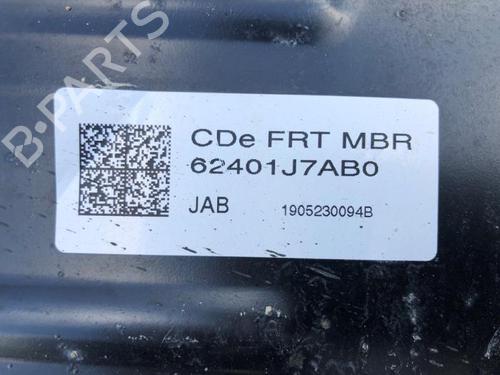 B-PARTS
CDe FRT MBR
62401J7AB0
JAB 1905230094B